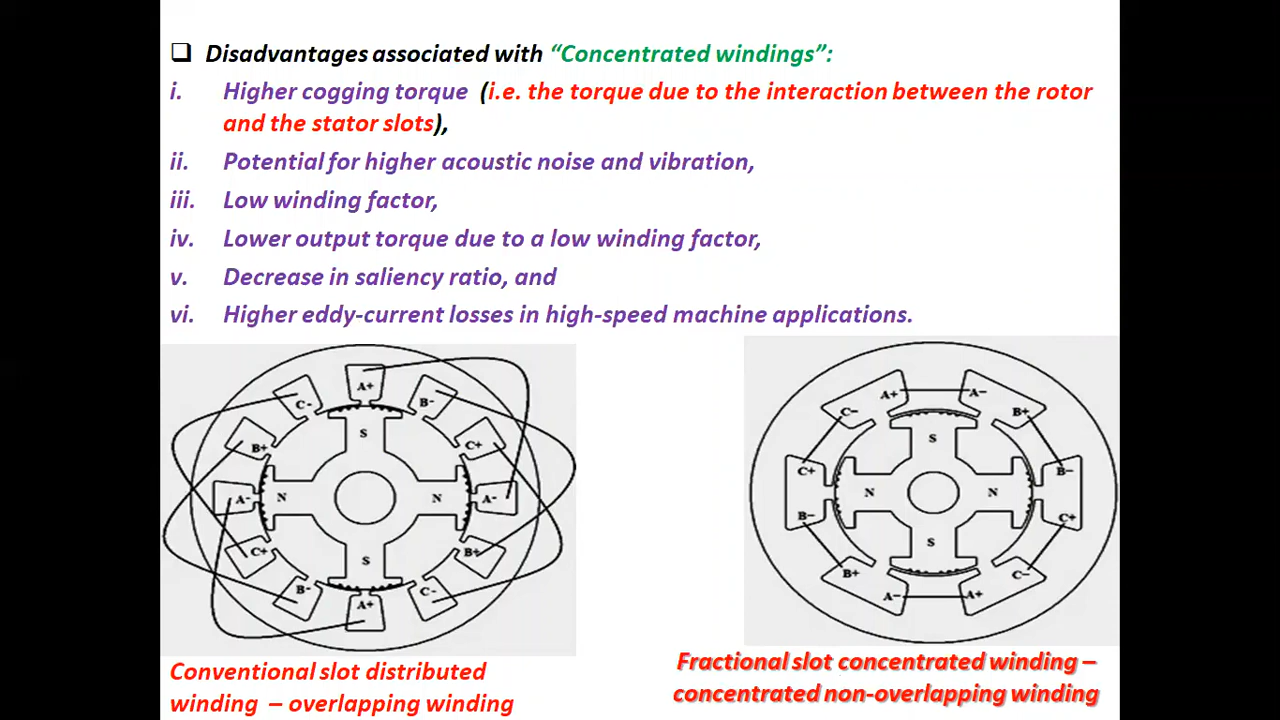 ❑ Disadvantages associated with “Concentrated windings”:
i. Higher cogging torque (i.e. the torque due to the interaction between the rotor
and the stator slots),
ii. Potential for higher acoustic noise and vibration,
iii. Low winding factor,
iv. Lower output torque due to a low winding factor,
v. Decrease in saliency ratio, and
vi. Higher eddy-current losses in high-speed machine applications.
A+
C-
B-
B+
S
C+
A-
N
N
A-
C+
S
B+
B-
A+
C-
Conventional slot distributed
winding – overlapping winding
A+
A-
C-
B+
S
C+
B-
N
N
B-
C+
S
B+
C-
A-
A+
Fractional slot concentrated winding –
concentrated non-overlapping winding